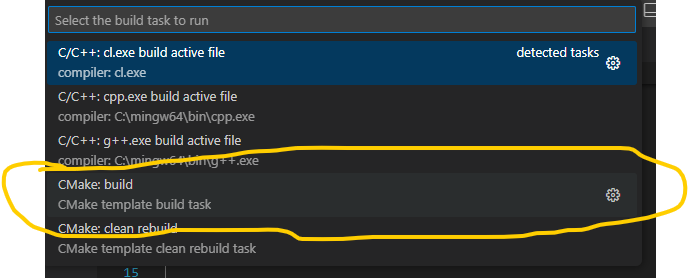 Select the build task to run
C/C++: cl.exe build active file detected tasks
compiler: cl.exe
C/C++: cpp.exe build active file
compiler: C:\mingw64\bin\cpp.exe
C/C++: g++.exe build active file
compiler: C:\mingw64\bin\g++.exe
CMake: build
CMake template build task
CMake: clean rebuild
CMake template clean rebuild task
15